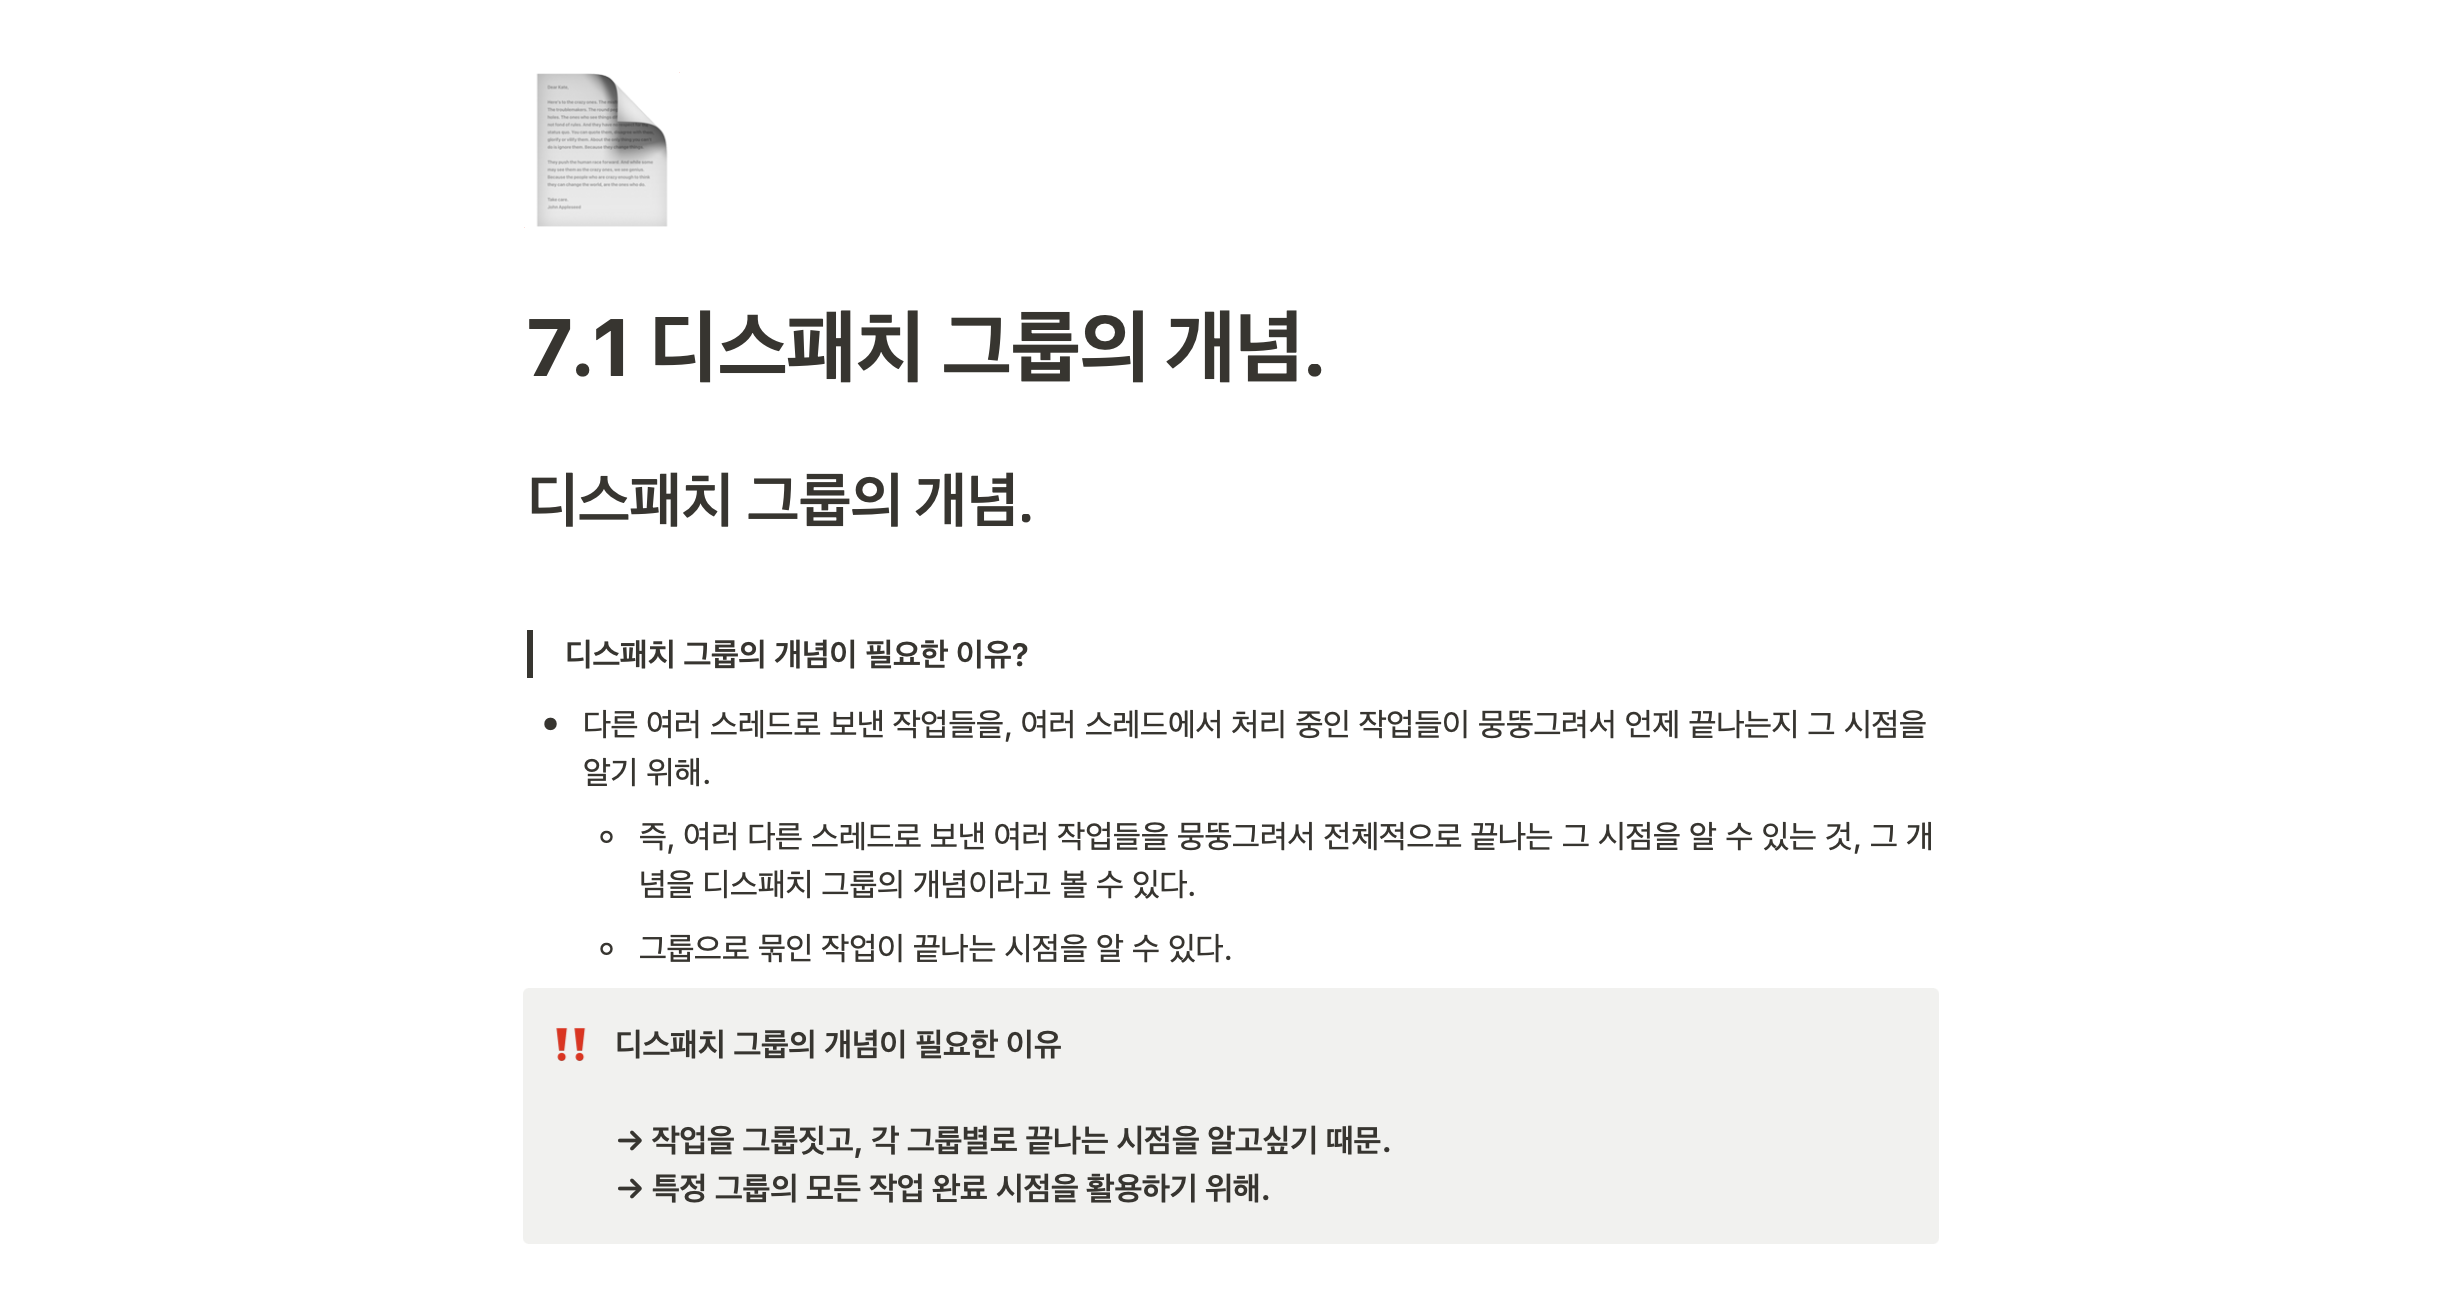 7.1 디스패치 그룹의 개념.
디스패치 그룹의 개념.
디스패치 그룹의 개념이 필요한 이유?
다른 여러 스레드로 보낸 작업들을, 여러 스레드에서 처리 중인 작업들이 뭉뚱그려서 언제 끝나는지 그 시점을
알기 위해.
즉, 여러 다른 스레드로 보낸 여러 작업들을 뭉뚱그려서 전체적으로 끝나는 그 시점을 알 수 있는 것, 그 개
념을 디스패치 그룹의 개념이라고 볼 수 있다.
그룹으로 묶인 작업이 끝나는 시점을 알 수 있다.
‼️ 디스패치 그룹의 개념이 필요한 이유
→ 작업을 그룹짓고, 각 그룹별로 끝나는 시점을 알고싶기 때문.
→ 특정 그룹의 모든 작업 완료 시점을 활용하기 위해.